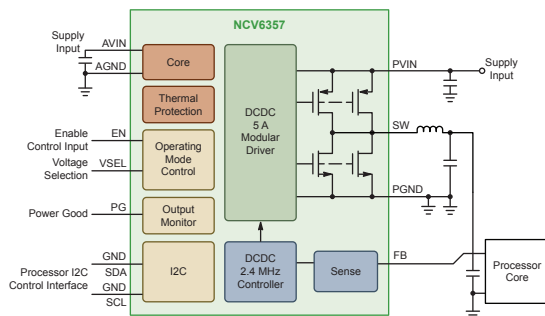 NCV6357
Supply
Input
AVIN
AGND
Core
Thermal
Protection
Enable
Control Input
EN
Voltage
Selection
VSEL
Operating
Mode
Control
Power Good
PG
Output
Monitor
Processor I2C
Control Interface
GND
SDA
GND
SCL
I2C
DCDC
5 A
Modular
Driver
DCDC
2.4 MHz
Controller
Sense
PVIN
Supply
Input
SW
PGND
FB
Processor
Core